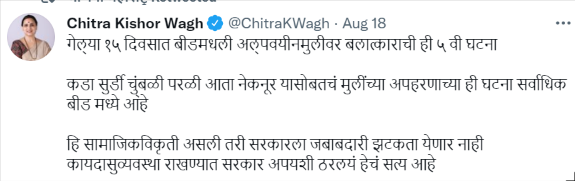 Chitra Kishor Wagh @ChitraKWagh · Aug 18
गेल्या १५ दिवसात बीडमधली अल्पवयीनमुलीवर बलात्काराची ही ५ वी घटना
कडा सुर्डी चुंबळी परळी आता नेकनूर यासोबतचं मुलींच्या अपहरणाच्या ही घटना सर्वाधिक
बीड मध्ये आहे
हि सामाजिकविकृती असली तरी सरकारला जबाबदारी झटकता येणार नाही
कायदासुव्यवस्था राखण्यात सरकार अपयशी ठरलयं हेचं सत्य आहे